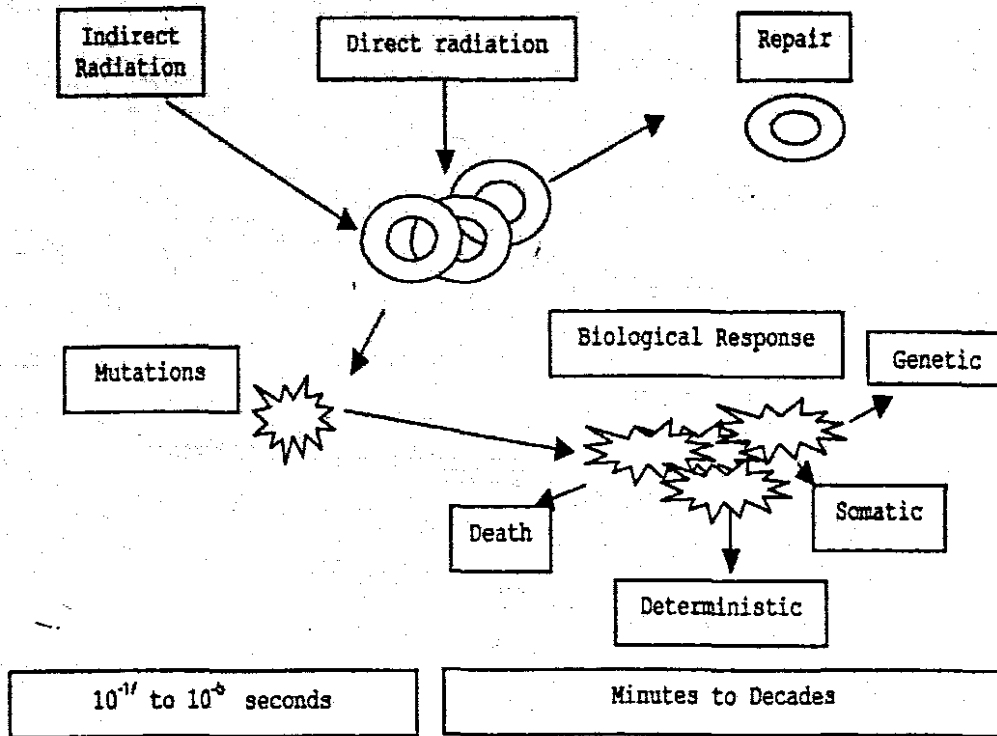 Indirect
Radiation
Direct radiation
Repair
Mutations
Biological Response
Genetic
Death
Somatic
Deterministic
to seconds
Minutes to Decades